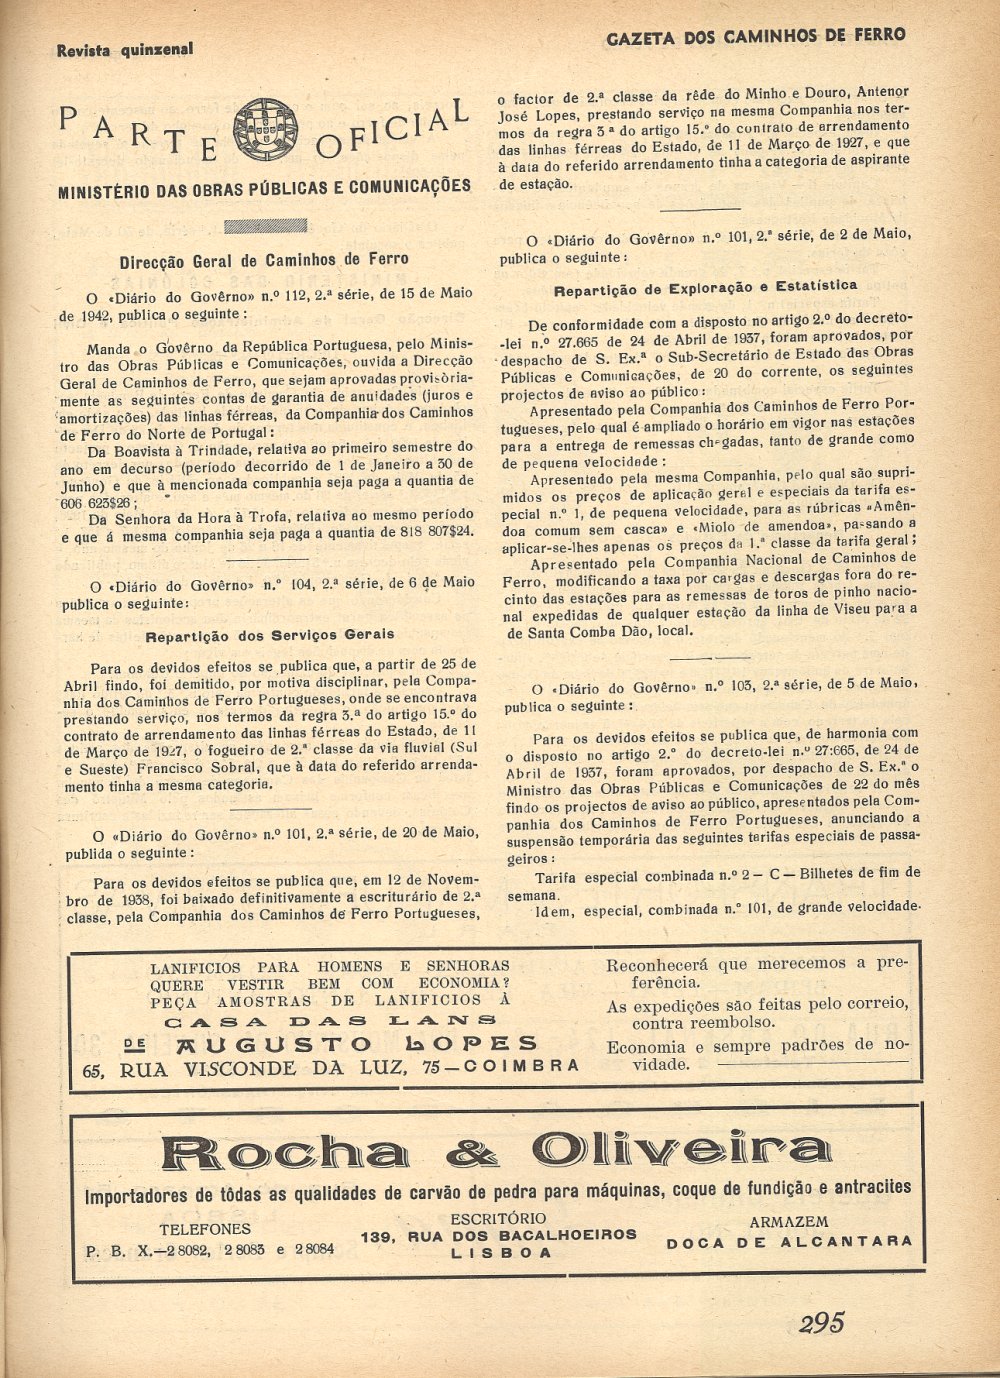 Revista quinzenal
GAZETA DOS CAMINHOS DE FERRO
PARTE OFICIAL
MINISTÉRIO DAS OBRAS PÚBLICAS E COMUNICAÇÕES
Direcção Geral de Caminhos de Ferro
O «Diário do Govêrno» n.º 112, 2.ª série, de 15 de Maio
de 1942, publica o seguinte :
Manda o Govêrno da República Portuguesa, pelo Minis-
tro das Obras Públicas e Comunicações, ouvida a Direcção
Geral de Caminhos de Ferro, que sejam aprovadas provisòria-
mente as seguintes contas de garantia de anuïdades (juros e
amortizações) das linhas férreas, da Companhia dos Caminhos
de Ferro do Norte de Portugal :
Da Boavista à Trindade, relativa ao primeiro semestre do
ano em decurso (período decorrido de 1 de Janeiro a 30 de
Junho) e que à mencionada companhia seja paga a quantia de
606 623$26 ;
Da Senhora da Hora à Trofa, relativa ao mesmo período
e que á mesma companhia seja paga a quantia de 818 807$24.
O «Diário do Govêrno» n.º 104, 2.ª série, de 6 de Maio
publica o seguinte:
Repartição dos Serviços Gerais
Para os devidos efeitos se publica que, a partir de 25 de
Abril findo, foi demitido, por motiva disciplinar, pela Compa-
nhia dos Caminhos de Ferro Portugueses, onde se encontrava
prestando serviço, nos termos da regra 3.ª do artigo 15.º do
contrato de arrendamento das linhas férreas do Estado, de 11
de Março de 1927, o fogueiro de 2.ª classe da via fluvial (Sul
e Sueste) Francisco Sobral, que à data do referido arrenda-
mento tinha a mesma categoria.
O «Diário do Govêrno» n.º 101, 2.ª série, de 20 de Maio,
publida o seguinte :
Para os devidos efeitos se publica que, em 12 de Novem-
bro de 1938, foi baixado definitivamente a escriturário de 2.ª
classe, pela Companhia dos Caminhos de Ferro Portugueses,
o factor de 2.ª classe da rêde do Minho e Douro, Antenor
José Lopes, prestando serviço na mesma Companhia nos ter-
mos da regra 3 ª do artigo 15.º do contrato de arrendamento
das linhas férreas do Estado, de 11 de Março de 1927, e que
à data do referido arrendamento tinha a categoria de aspirante
de estação.
O «Diário do Govêrno» n.º 101, 2.ª série, de 2 de Maio,
publica o seguinte :
Repartição de Exploração e Estatística
De conformidade com a disposto no artigo 2.º do decreto-
-lei n.º 27.665 de 24 de Abril de 1937, foram aprovados, por
despacho de S. Ex.ª o Sub-Secretário de Estado das Obras
Públicas e Comunicações, de 20 do corrente, os seguintes
projectos de aviso ao público :
Apresentado pela Companhia dos Caminhos de Ferro Por-
tugueses, pelo qual é ampliado o horário em vigor nas estações
para a entrega de remessas chegadas, tanto de grande como
de pequena velocidade :
Apresentado pela mesma Companhia, pelo qual são supri-
midos os preços de aplicação geral e especiais da tarifa es-
pecial n.º 1, de pequena velocidade, para as rúbricas «Amên-
doa comum sem casca» e «Miolo de amendoa», passando a
aplicar-se-lhes apenas os preços da 1.ª classe da tarifa geral ;
Apresentado pela Companhia Nacional de Caminhos de
Ferro, modificando a taxa por cargas e descargas fora do re-
cinto das estações para as remessas de toros de pinho nacio-
nal expedidas de qualquer estação da linha de Viseu para a
de Santa Comba Dão, local.
O «Diário do Govêrno» n.º 103, 2.ª série, de 5 de Maio,
publica o seguinte :
Para os devidos efeitos se publica que, de harmonia com
o disposto no artigo 2.º do decreto-lei n.º 27:665, de 24 de
Abril de 1937, foram aprovados, por despacho de S. Ex.ª o
Ministro das Obras Públicas e Comunicações de 22 do mês
findo os projectos de aviso ao público, apresentados pela Com-
panhia dos Caminhos de Ferro Portugueses, anunciando a
suspensão temporária das seguintes tarifas especiais de passa-
geiros :
Tarifa especial combinada n.º 2 — C — Bilhetes de fim de
semana.
Idem, especial, combinada n.º 101, de grande velocidade.
LANIFICIOS PARA HOMENS E SENHORAS
QUERE VESTIR BEM COM ECONOMIA?
PEÇA AMOSTRAS DE LANIFICIOS À
CASA DAS LANS
DE AUGUSTO LOPES
65, RUA VISCONDE DA LUZ, 75 — COIMBRA
Reconhecerá que merecemos a pre-
ferência.
As expedições são feitas pelo correio,
contra reembolso.
Economia e sempre padrões de no-
vidade.
Rocha & Oliveira
Importadores de tôdas as qualidades de carvão de pedra para máquinas, coque de fundição e antracites
TELEFONES
P. B. X.—2 8082, 2 8083 e 2 8084
ESCRITÓRIO
139, RUA DOS BACALHOEIROS
LISBOA
ARMAZEM
DOCA DE ALCANTARA
295